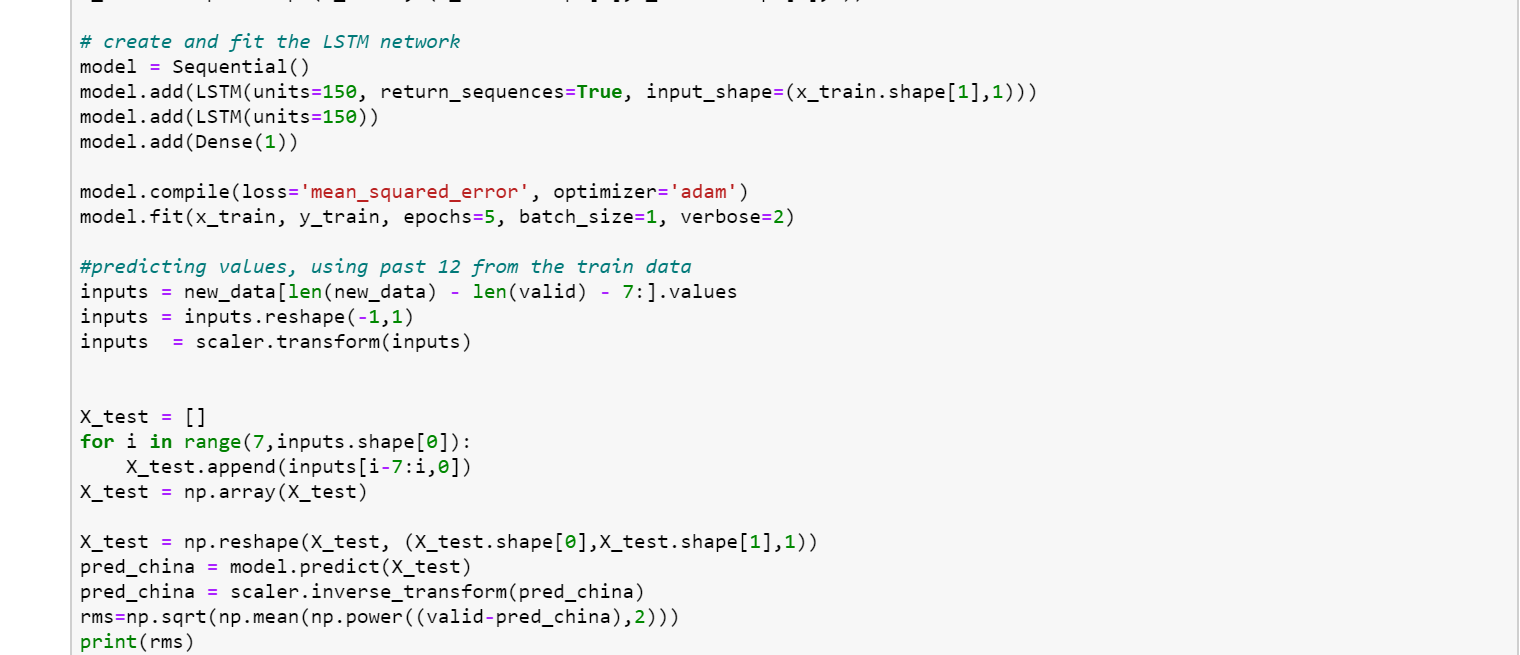 # create and fit the LSTM network
model = Sequential()
model.add(LSTM(units=150, return_sequences=True, input_shape=(x_train.shape[1],1)))
model.add(LSTM(units=150))
model.add(Dense(1))

model.compile(loss='mean_squared_error', optimizer='adam')
model.fit(x_train, y_train, epochs=5, batch_size=1, verbose=2)

#predicting values, using past 12 from the train data
inputs = new_data[len(new_data) - len(valid) - 7:].values
inputs = inputs.reshape(-1,1)
inputs  = scaler.transform(inputs)


X_test = []
for i in range(7,inputs.shape[0]):
    X_test.append(inputs[i-7:i,0])
X_test = np.array(X_test)

X_test = np.reshape(X_test, (X_test.shape[0],X_test.shape[1],1))
pred_china = model.predict(X_test)
pred_china = scaler.inverse_transform(pred_china)
rms=np.sqrt(np.mean(np.power((valid-pred_china),2)))
print(rms)